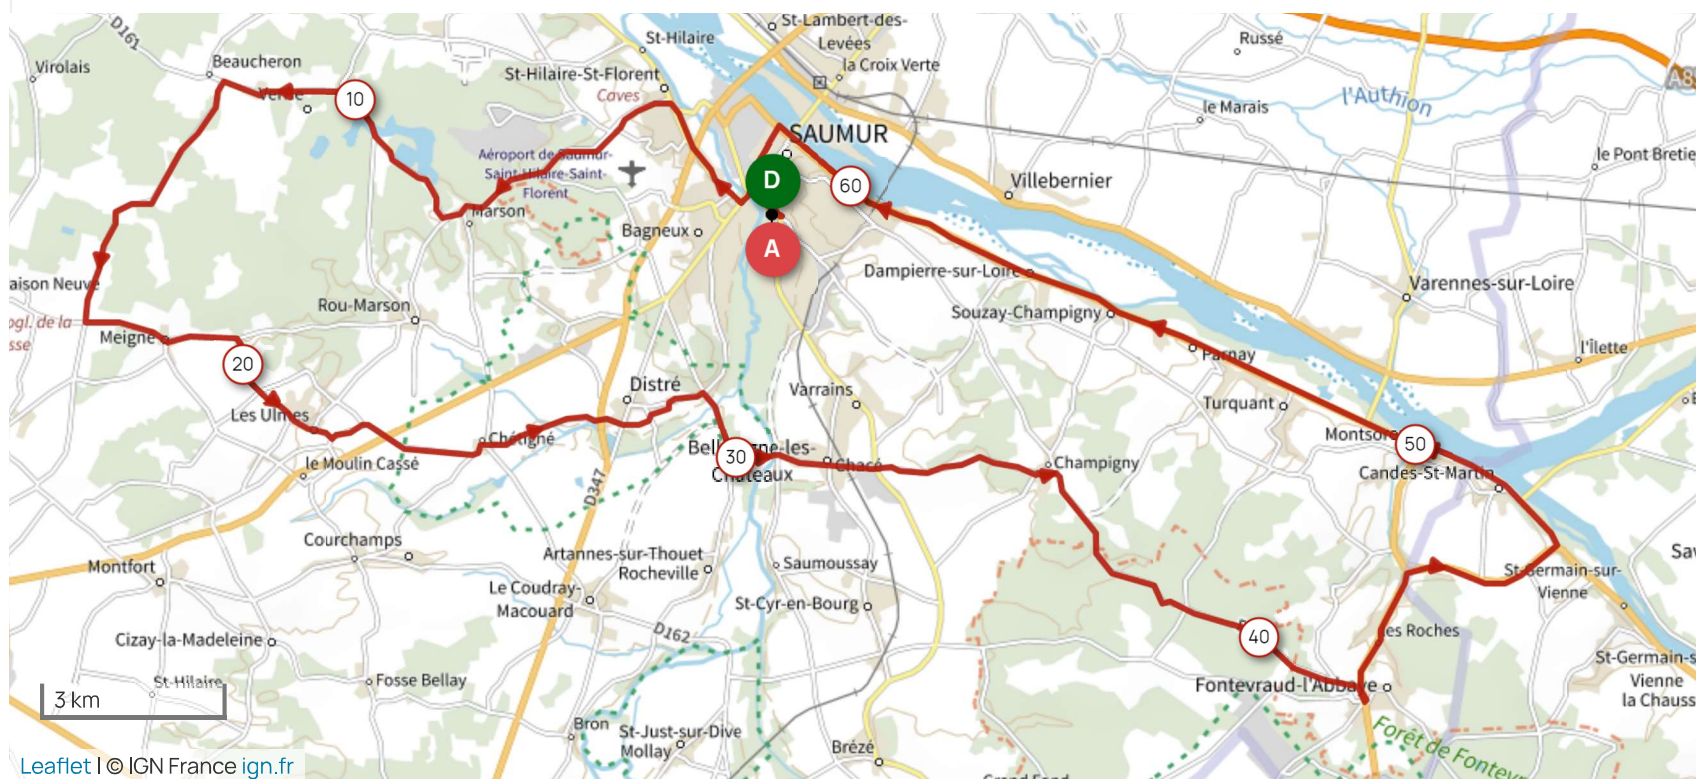 D161
Virolais
Beaucheron
10
St-Hilaire
St-Hilaire-St-Florent
Caves
St-Lambert-des-
Levées
la Croix Verte
Russé
l'Authion
le Marais
le Pont Bretie
SAUMUR
D
60
A
Aéroport de Saumur-
Saint-Hilaire-Saint-
Florent
Marson
Bagneux
Villebernier
Dampierre-sur-Loire
Varennes-sur-Loire
aison Neuve
ogl. de la
sse
Rou-Marson
Souzay-Champigny
Meigne
20
Parnay
l'Îlette
Distré
Varrains
Turquant
Les Ulmes
Chétigné
30
Chacé
Champigny
50
Candes-St-Martin
le Moulin Cassé
D347
Courchamps
Montfort
Artannes-sur-Thouet
Rocheville
Saumoussay
St-Germain-sur-
Vienne
Le Coudray-
Macouard
St-Cyr-en-Bourg
D162
Cizay-la-Madeleine
40
les Roches
St-Hilaire
Fosse Bellay
Fontevraud-l'Abbaye
St-Germain-s
Vienne
la Chauss
3 km
Bron
St-Just-sur-Dive
Mollay
Brézé
Forêt de Fontevr
Leaflet | © IGN France ign.fr